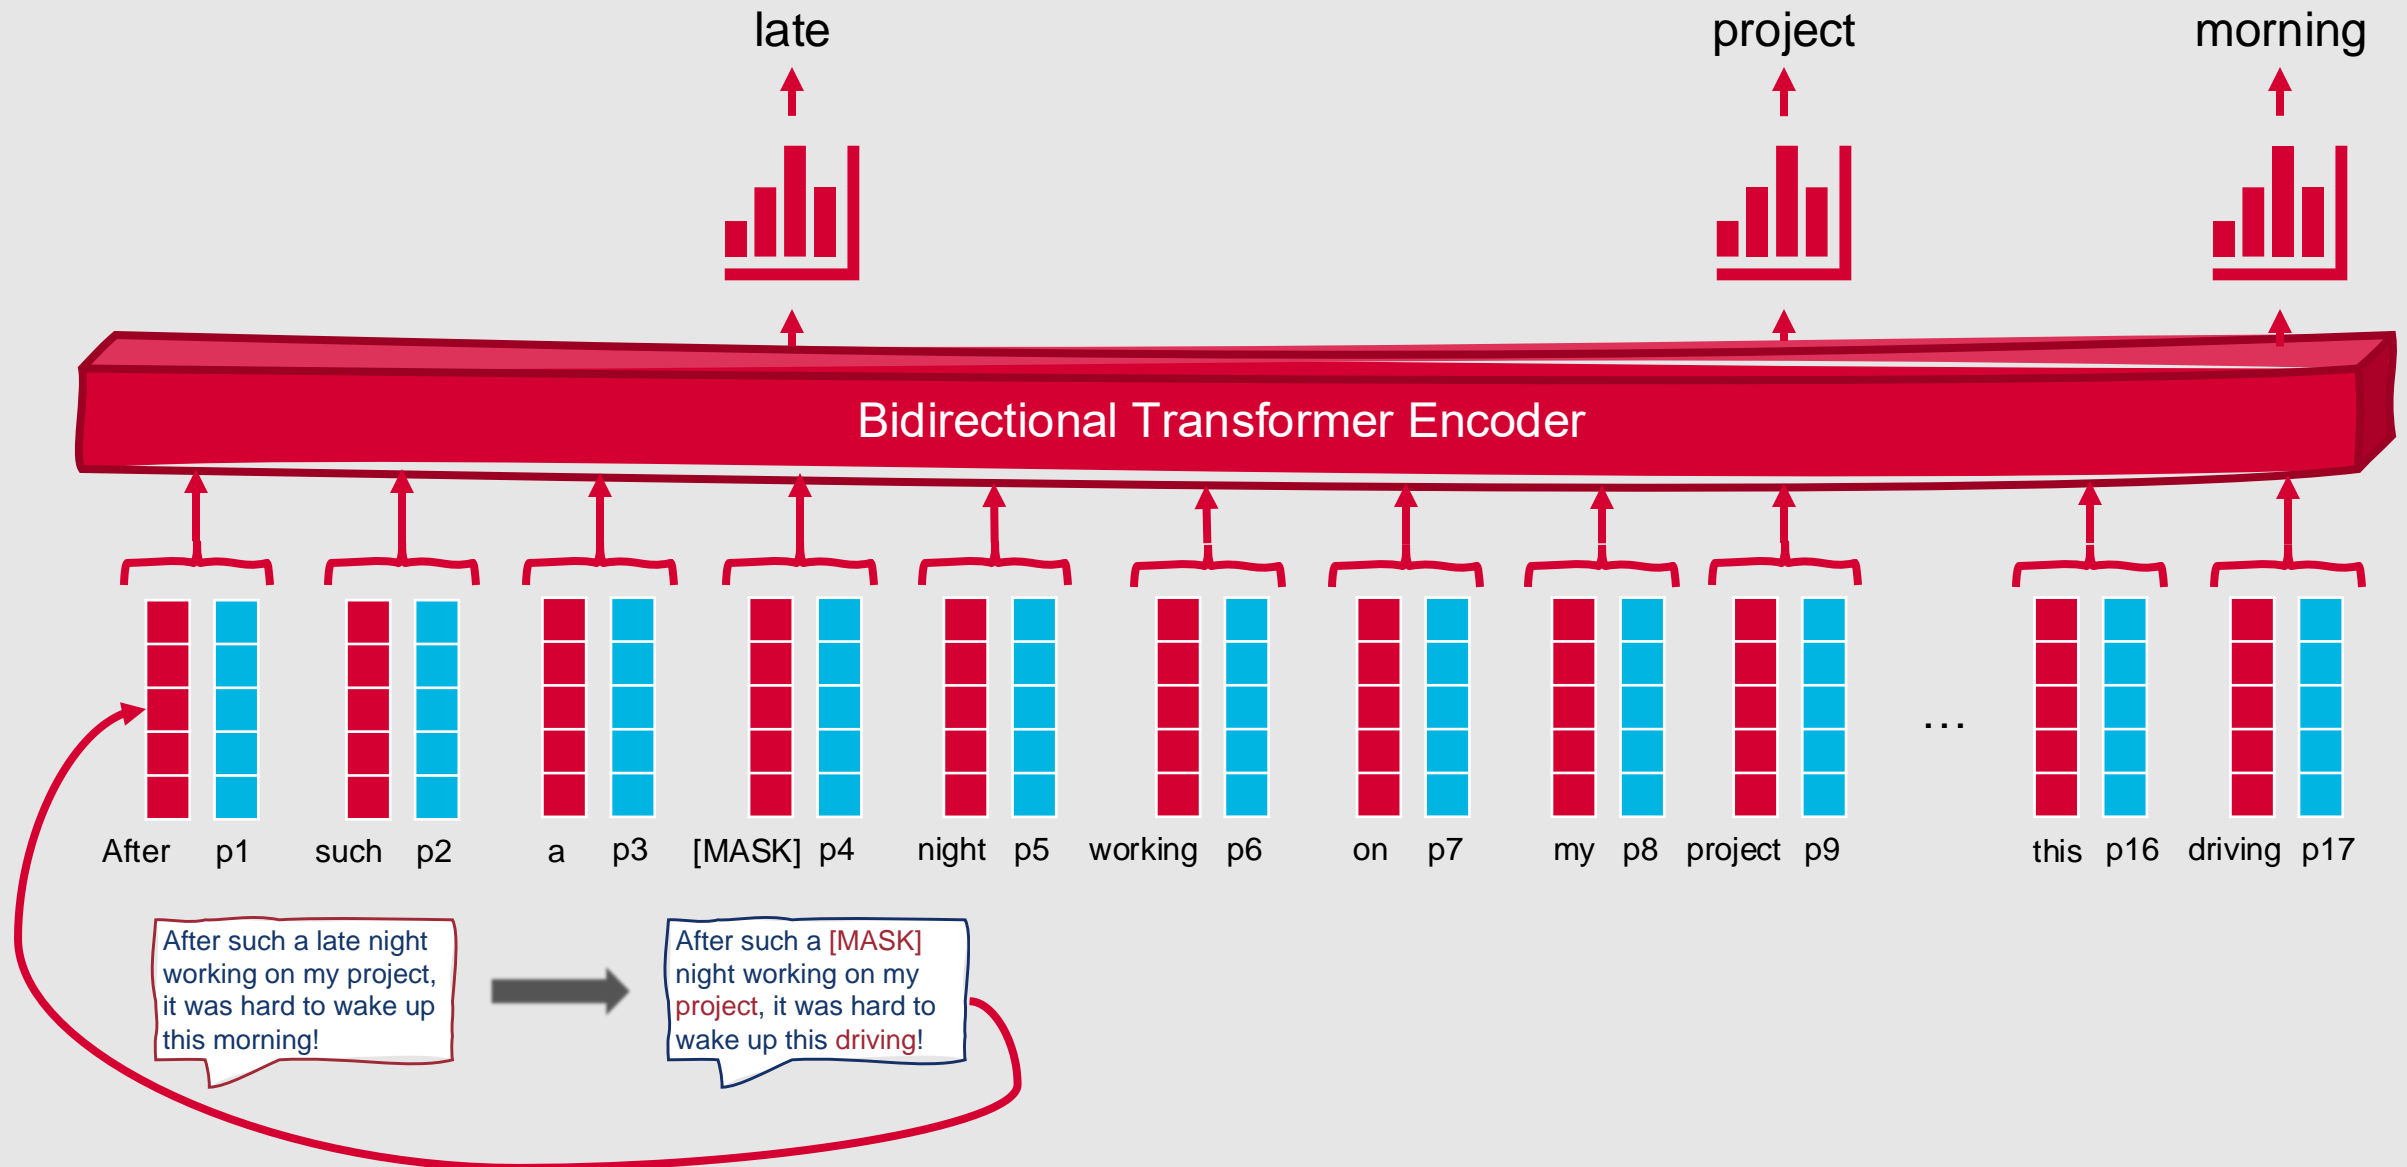 late project morning
Bidirectional Transformer Encoder
...
After p1 such p2 a p3 [MASK] p4 night p5 working p6 on p7 my p8 project p9 this p16 driving p17
After such a late night
working on my project,
it was hard to wake up
this morning!
After such a [MASK]
night working on my
project, it was hard to
wake up this driving!